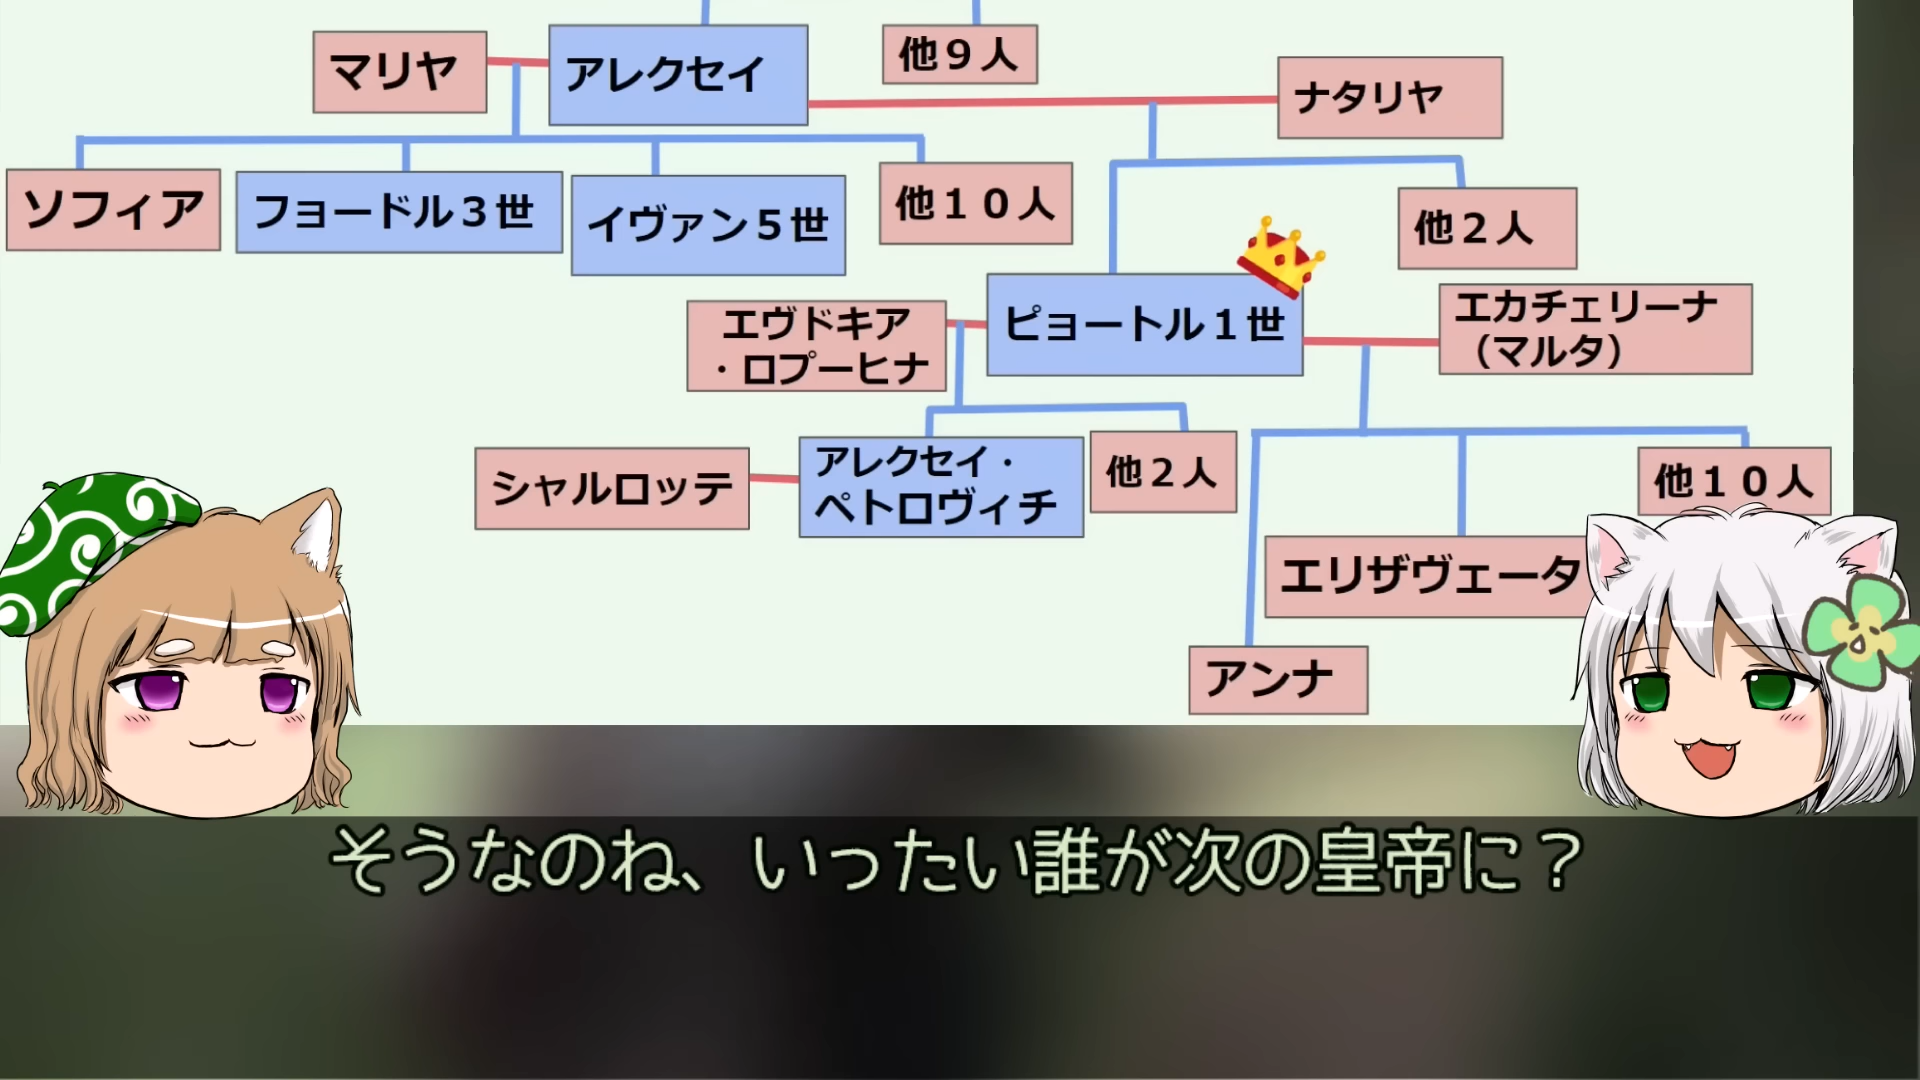 マリヤ
アレクセイ
他９人
ナタリヤ
ソフィア
フョードル３世
イヴァン５世
他１０人
他２人
エヴドキア
・ロプーヒナ
ピョートル１世
エカチェリーナ
（マルタ）
シャルロッテ
アレクセイ・
ペトロヴィチ
他２人
他１０人
エリザヴェータ
アンナ
そうなのね、いったい誰が次の皇帝に？